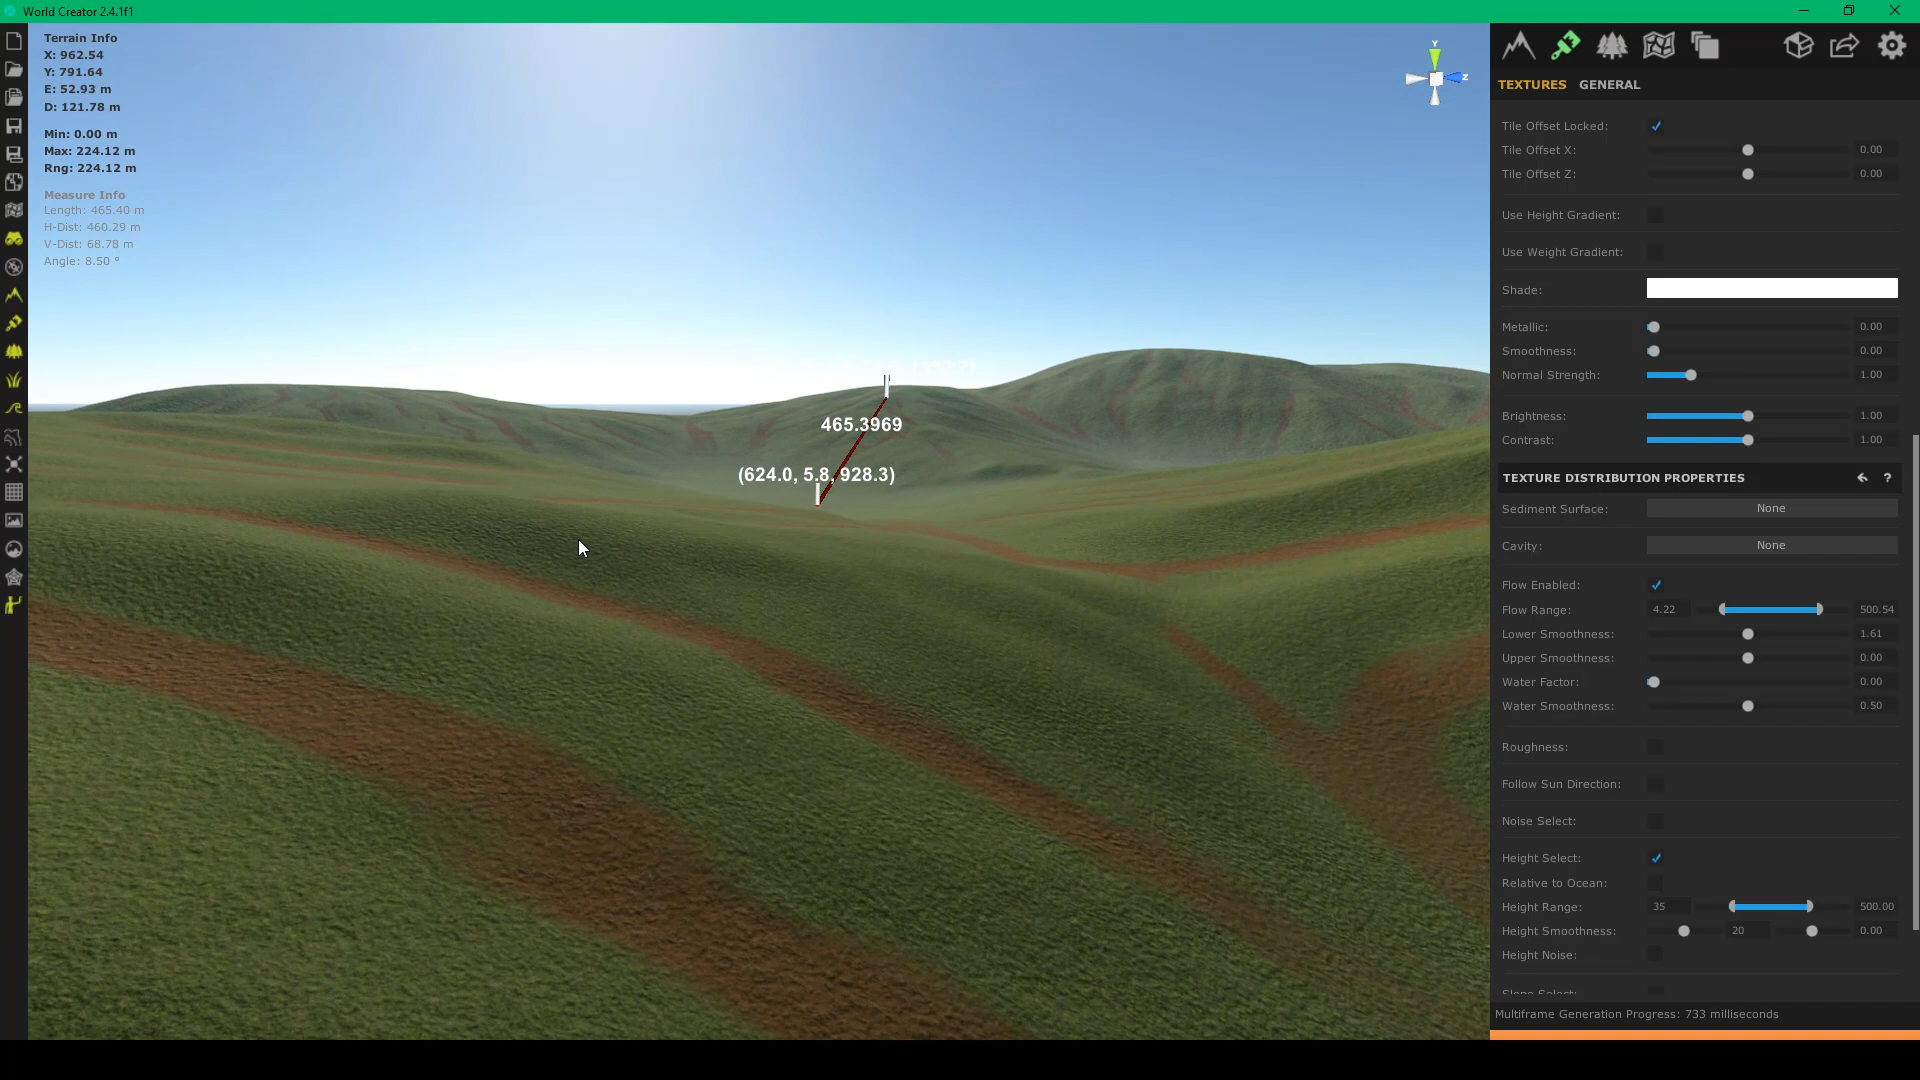 World Creator 2.4.1f1
Terrain Info
X: 962.54
Y: 791.64
E: 52.93 m
D: 121.78 m
Min: 0.00 m
Max: 224.12 m
Rng: 224.12 m
Measure Info
Length: 465.40 m
H-Dist: 460.29 m
V-Dist: 68.78 m
Angle: 8.50 °
Y
Z
465.3969
(624.0, 5.8, 928.3)
TEXTURES GENERAL
Tile Offset Locked:
Tile Offset X: 0.00
Tile Offset Z: 0.00
Use Height Gradient:
Use Weight Gradient:
Shade:
Metallic: 0.00
Smoothness: 0.00
Normal Strength: 1.00
Brightness: 1.00
Contrast: 1.00
TEXTURE DISTRIBUTION PROPERTIES ?
Sediment Surface: None
Cavity: None
Flow Enabled:
Flow Range: 4.22 500.54
Lower Smoothness: 1.61
Upper Smoothness: 0.00
Water Factor: 0.00
Water Smoothness: 0.50
Roughness:
Follow Sun Direction:
Noise Select:
Height Select:
Relative to Ocean:
Height Range: 35 500.00
Height Smoothness: 20 0.00
Height Noise:
Slope Select:
Multiframe Generation Progress: 733 milliseconds